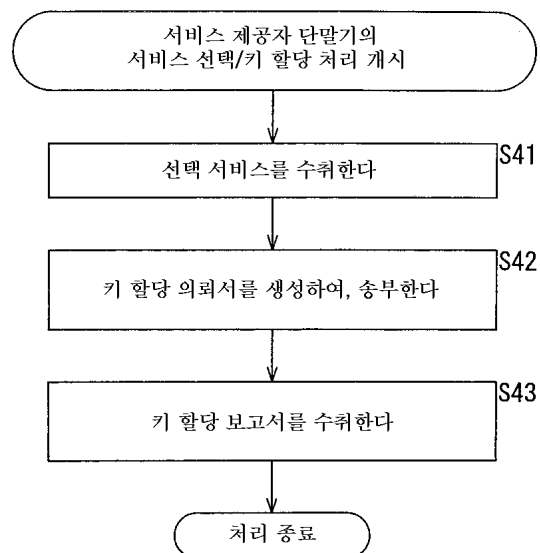 서비스 제공자 단말기의
서비스 선택/키 할당 처리 개시
S41
선택 서비스를 수취한다
S42
키 할당 의뢰서를 생성하여, 송부한다
S43
키 할당 보고서를 수취한다
처리 종료